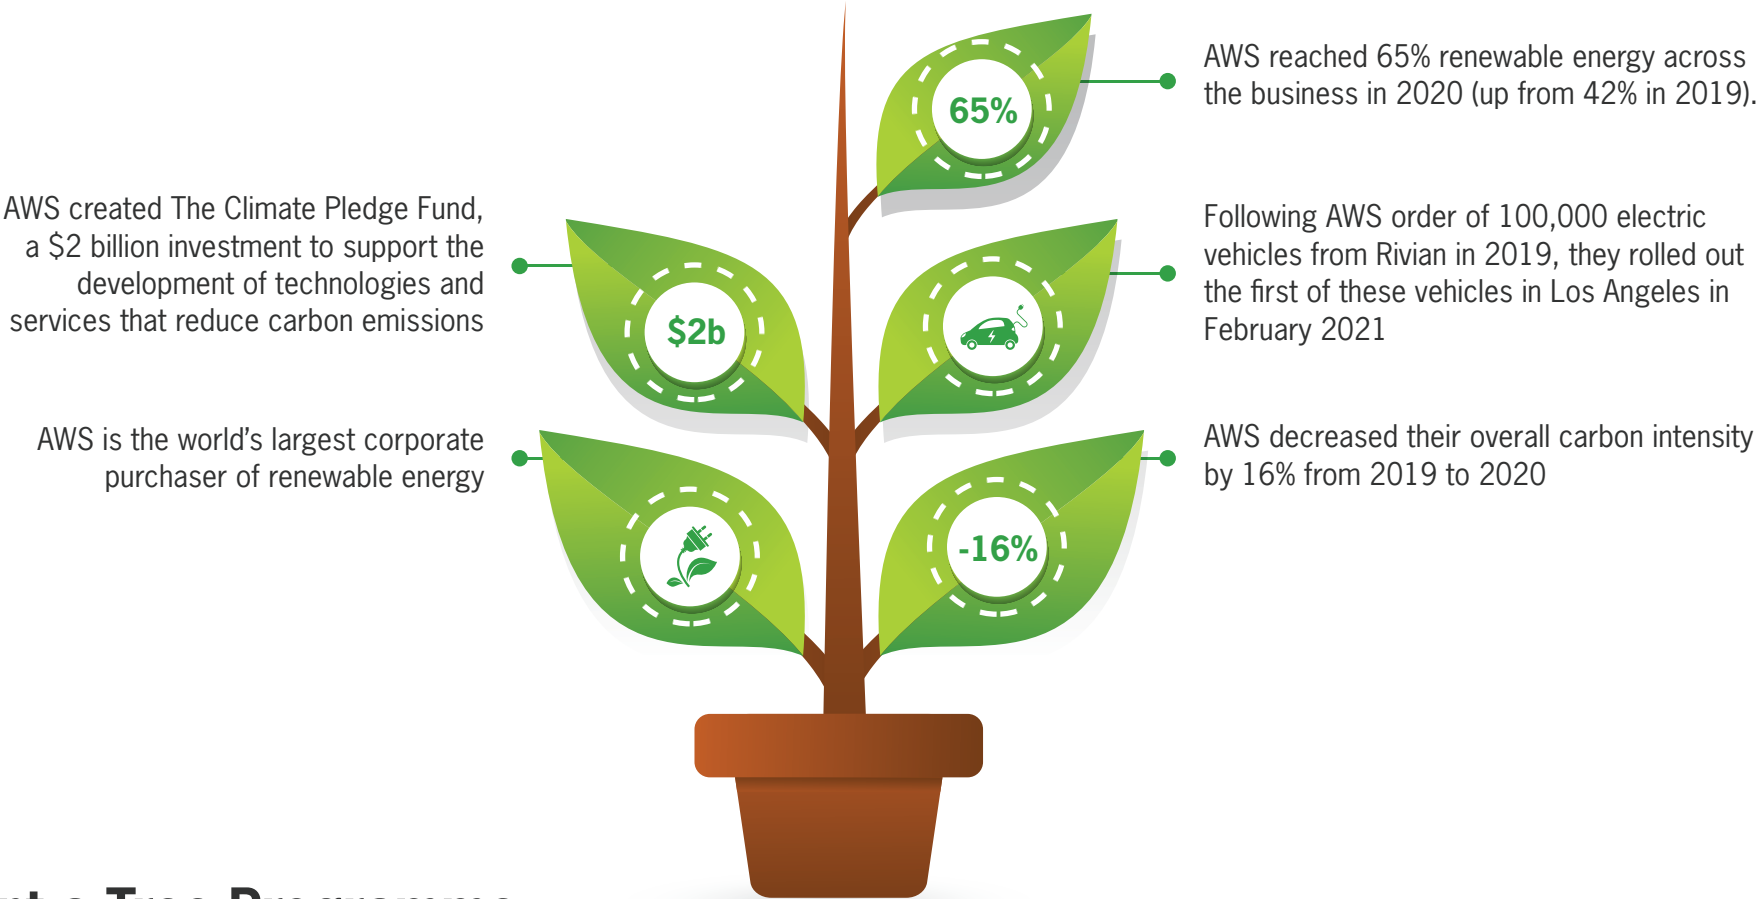 65%
AWS reached 65% renewable energy across
the business in 2020 (up from 42% in 2019).
AWS created The Climate Pledge Fund,
a $2 billion investment to support the
development of technologies and
services that reduce carbon emissions
$2b
Following AWS order of 100,000 electric
vehicles from Rivian in 2019, they rolled out
the first of these vehicles in Los Angeles in
February 2021
AWS is the world’s largest corporate
purchaser of renewable energy
-16%
AWS decreased their overall carbon intensity
by 16% from 2019 to 2020
a Tree Programme